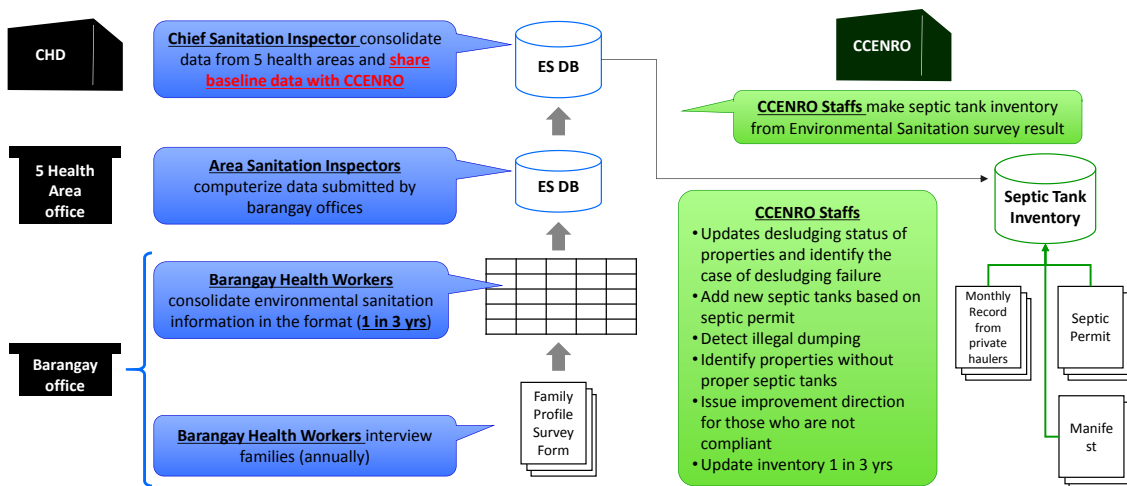 CHD
Chief Sanitation Inspector consolidate
data from 5 health areas and share
baseline data with CCENRO
ES DB
CCENRO
CCENRO Staffs make septic tank inventory
from Environmental Sanitation survey result
5 Health
Area
office
Area Sanitation Inspectors
computerize data submitted by
barangay offices
ES DB
Septic Tank
Inventory
CCENRO Staffs
• Updates desludging status of
properties and identify the
case of desludging failure
• Add new septic tanks based on
septic permit
• Detect illegal dumping
• Identify properties without
proper septic tanks
• Issue improvement direction
for those who are not
compliant
• Update inventory 1 in 3 yrs
Barangay Health Workers
consolidate environmental sanitation
information in the format (1 in 3 yrs)
Monthly
Record
from
private
haulers
Septic
Permit
Barangay
office
Family
Profile
Survey
Form
Barangay Health Workers interview
families (annually)
Manife
st